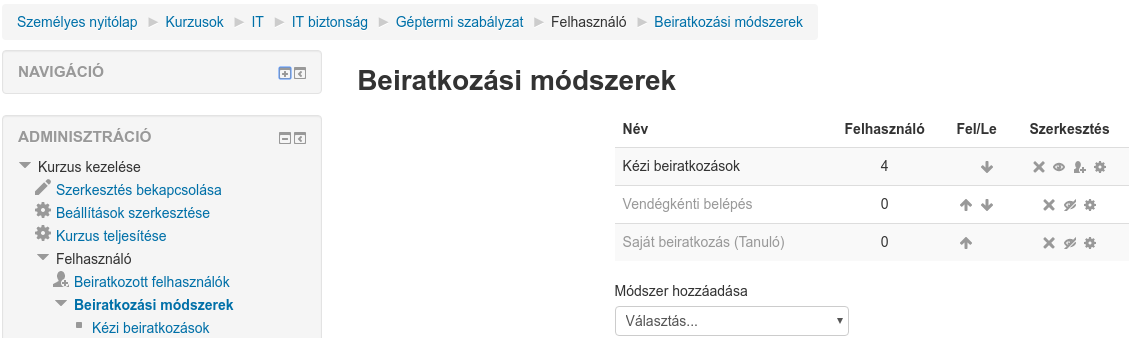 Személyes nyitólap ► Kurzusok ► IT ► IT biztonság ► Géptermi szabályzat ► Felhasználó ► Beiratkozási módszerek
NAVIGÁCIÓ
ADMINISZTRÁCIÓ
Kurzus kezelése
Szerkesztés bekapcsolása
Beállítások szerkesztése
Kurzus teljesítése
Felhasználó
Beiratkozott felhasználók
Beiratkozási módszerek
Kézi beiratkozások
Beiratkozási módszerek
Név Felhasználó Fel/Le Szerkesztés
Kézi beiratkozások 4
Vendégkénti belépés 0
Saját beiratkozás (Tanuló) 0
Módszer hozzáadása
Választás...